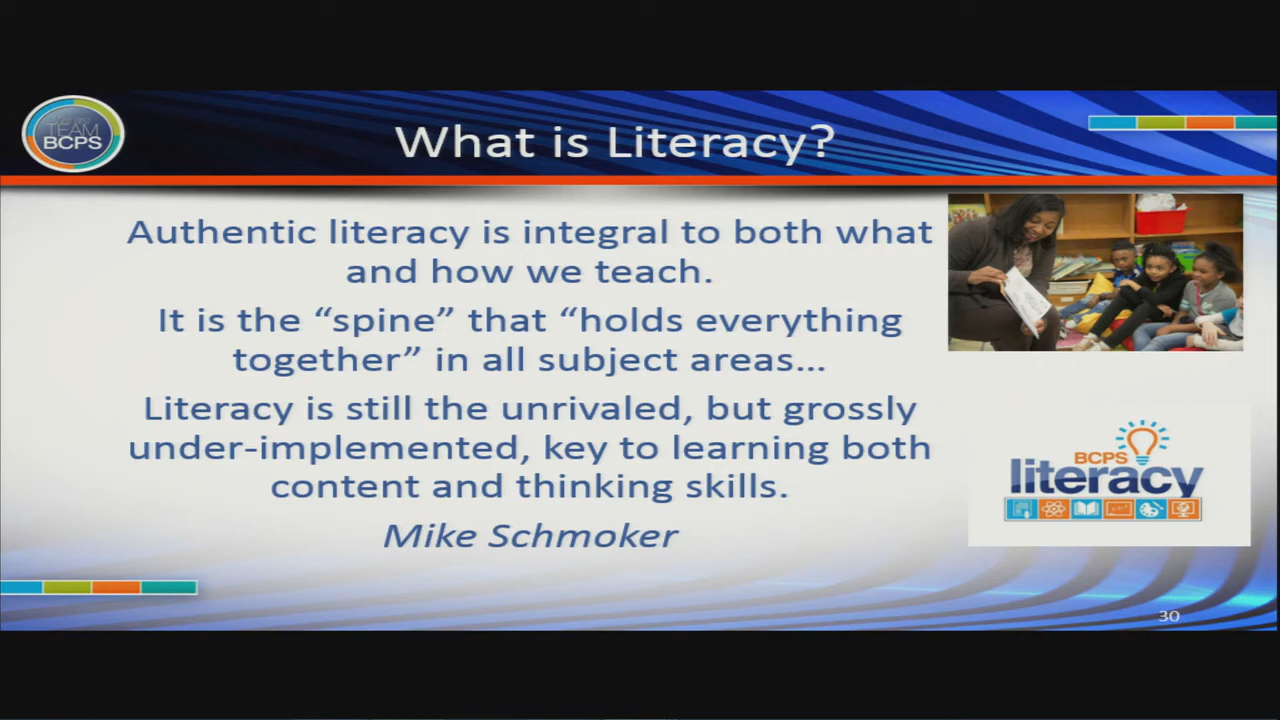 TEAM
BCPS
What is Literacy?
Authentic literacy is integral to both what
and how we teach.
It is the “spine” that “holds everything
together” in all subject areas…
Literacy is still the unrivaled, but grossly
under-implemented, key to learning both
content and thinking skills.
Mike Schmoker
BCPS
literacy
30